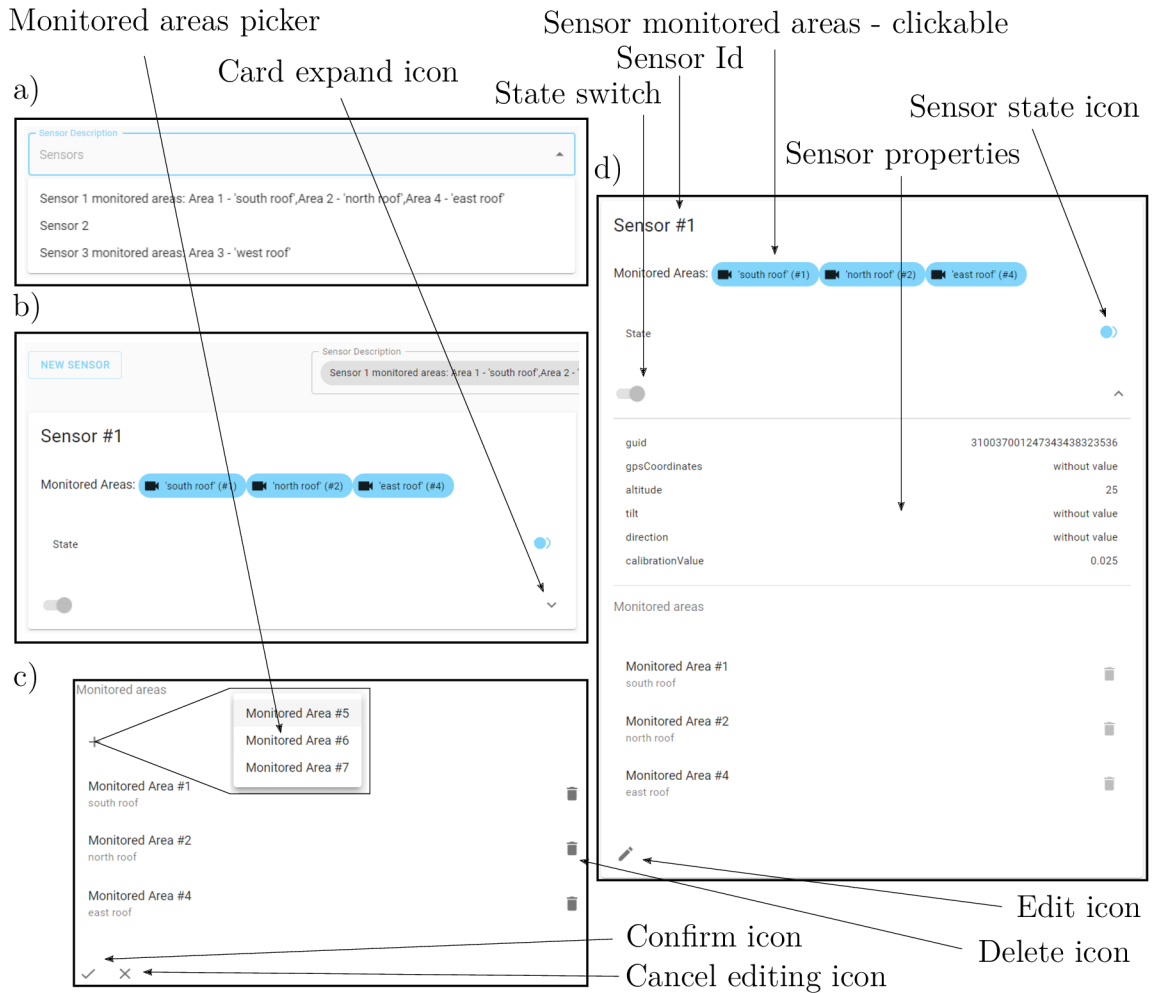 Monitored areas picker
Sensor monitored areas - clickable
Sensor Id
Card expand icon
State switch
Sensor state icon
Sensor properties
a)
Sensor Description
Sensors
Sensor 1 monitored areas: Area 1 - 'south roof',Area 2 - 'north roof',Area 4 - 'east roof'
Sensor 2
Sensor 3 monitored areas: Area 3 - 'west roof'
b)
NEW SENSOR
Sensor Description
Sensor 1 monitored areas: Area 1 - 'south roof',Area 2 - '
Sensor #1
Monitored Areas: 'south roof' (#1) 'north roof' (#2) 'east roof' (#4)
State
c)
Monitored areas
Monitored Area #5
Monitored Area #6
Monitored Area #7
Monitored Area #1
south roof
Monitored Area #2
north roof
Monitored Area #4
east roof
d)
Sensor #1
Monitored Areas: 'south roof' (#1) 'north roof' (#2) 'east roof' (#4)
State
guid 310037001247343438323536
gpsCoordinates without value
altitude 25
tilt without value
direction without value
calibrationValue 0.025
Monitored areas
Monitored Area #1
south roof
Monitored Area #2
north roof
Monitored Area #4
east roof
Edit icon
Delete icon
Confirm icon
Cancel editing icon